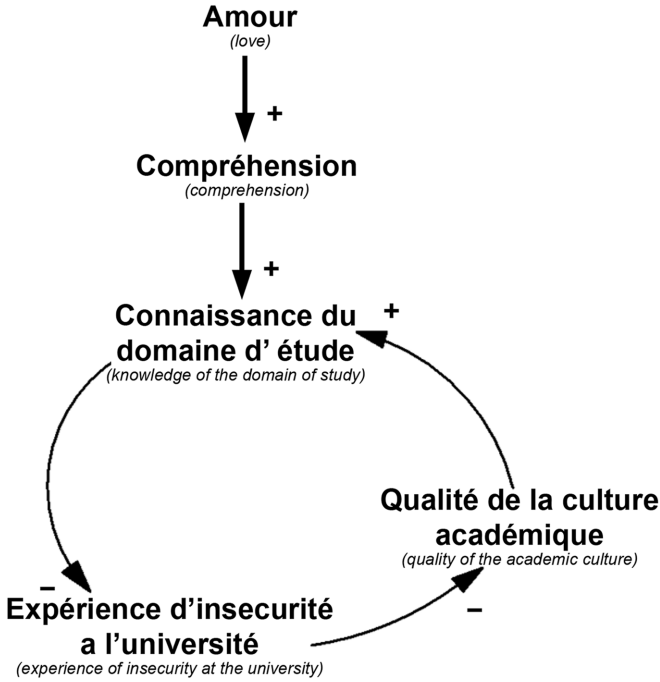 Amour
(love)
+
Compréhension
(comprehension)
+
Connaissance du
domaine d’ étude
(knowledge of the domain of study)
+
Qualité de la culture
académique
(quality of the academic culture)
–
Expérience d’insecurité
a l’université
(experience of insecurity at the university)
–